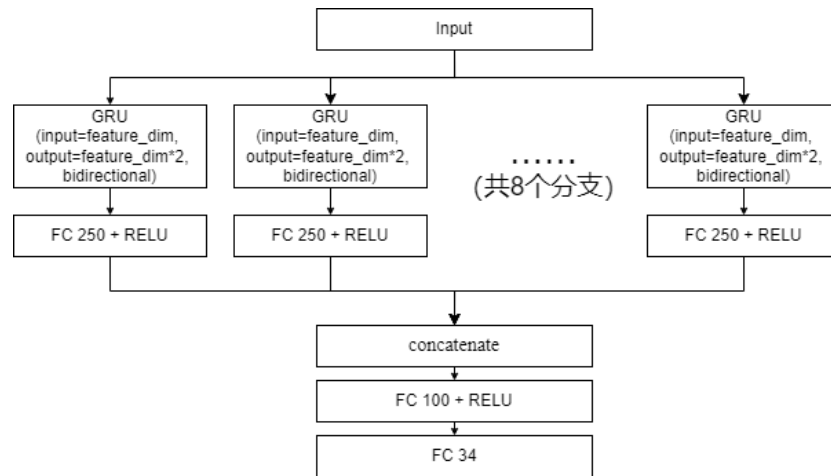 Input
GRU
(input=feature_dim,
output=feature_dim*2,
bidirectional)
GRU
(input=feature_dim,
output=feature_dim*2,
bidirectional)
......
(共8个分支)
GRU
(input=feature_dim,
output=feature_dim*2,
bidirectional)
FC 250 + RELU
FC 250 + RELU
FC 250 + RELU
concatenate
FC 100 + RELU
FC 34